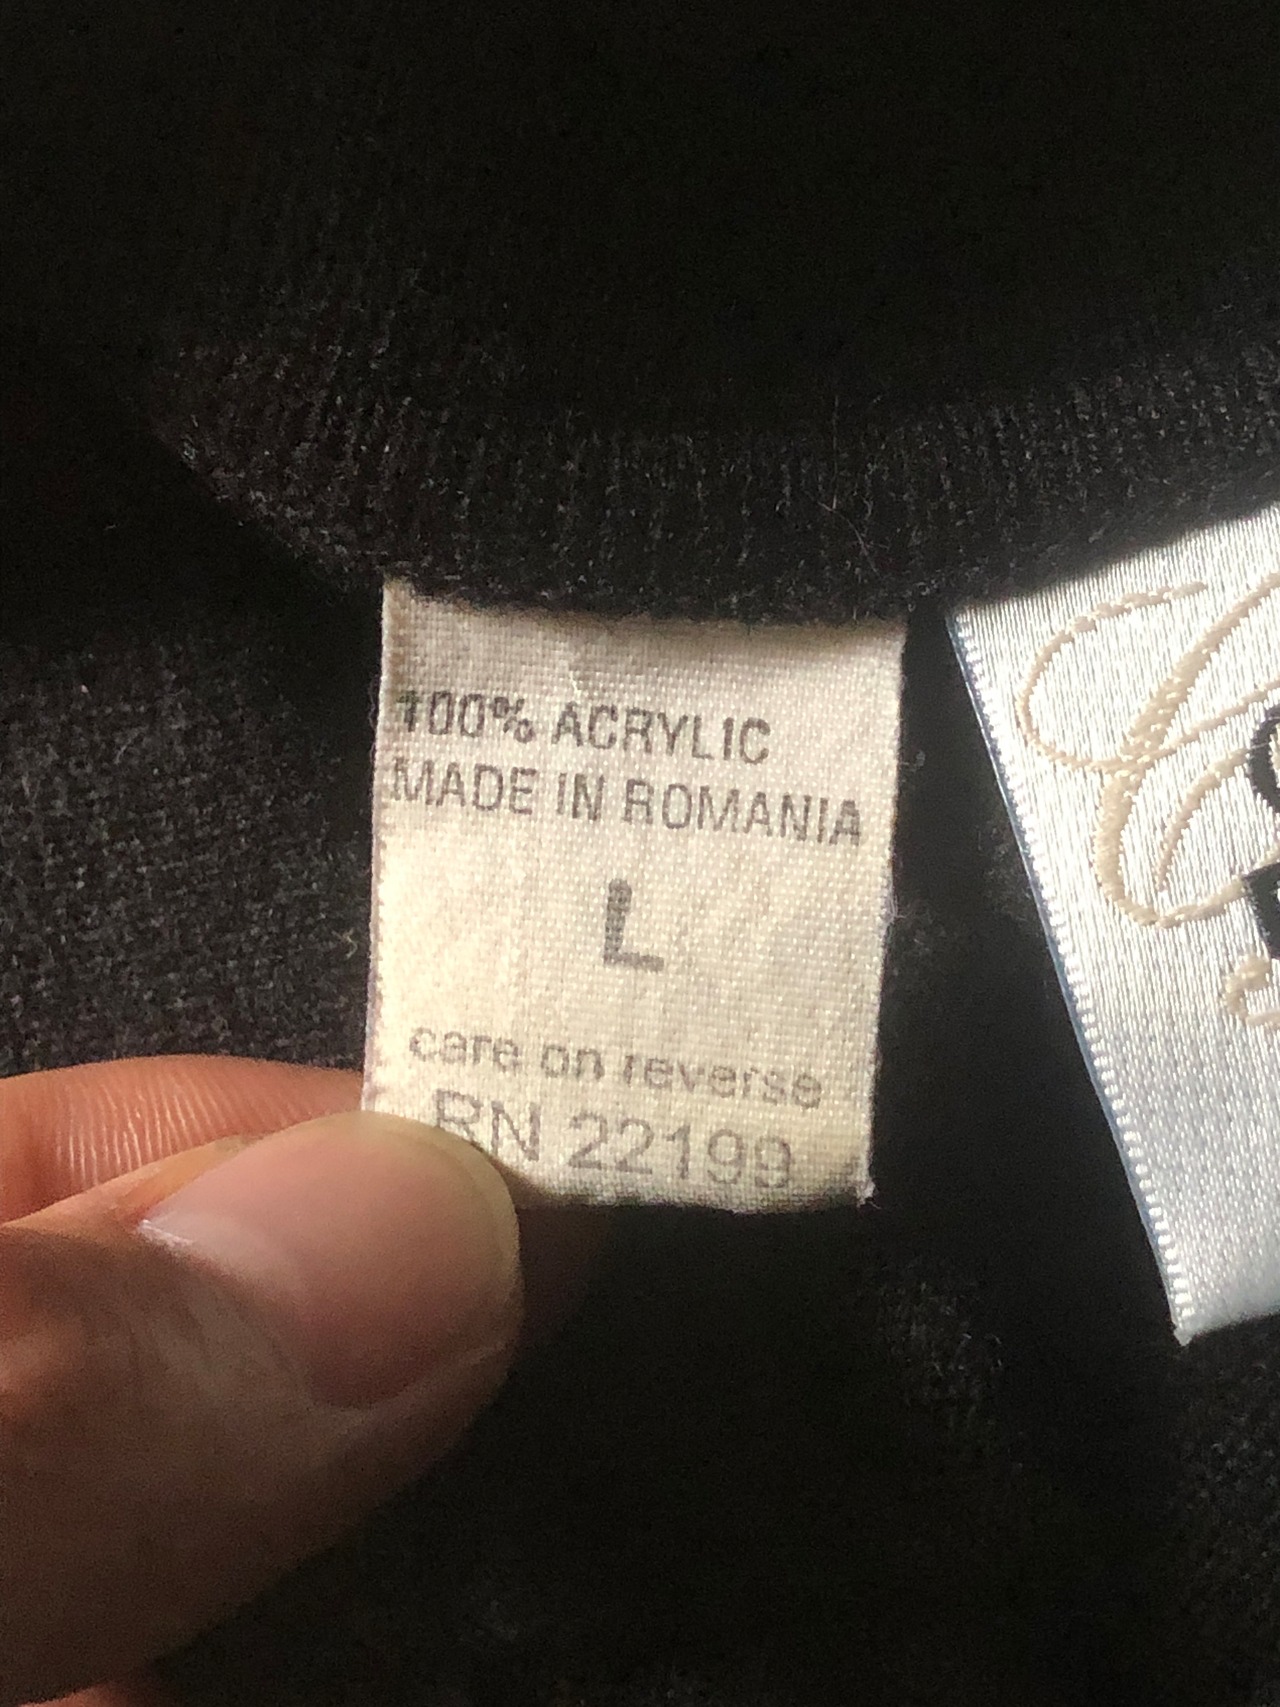 100% ACRYLIC
MADE IN ROMANIA
L
care on reverse
RN 22199